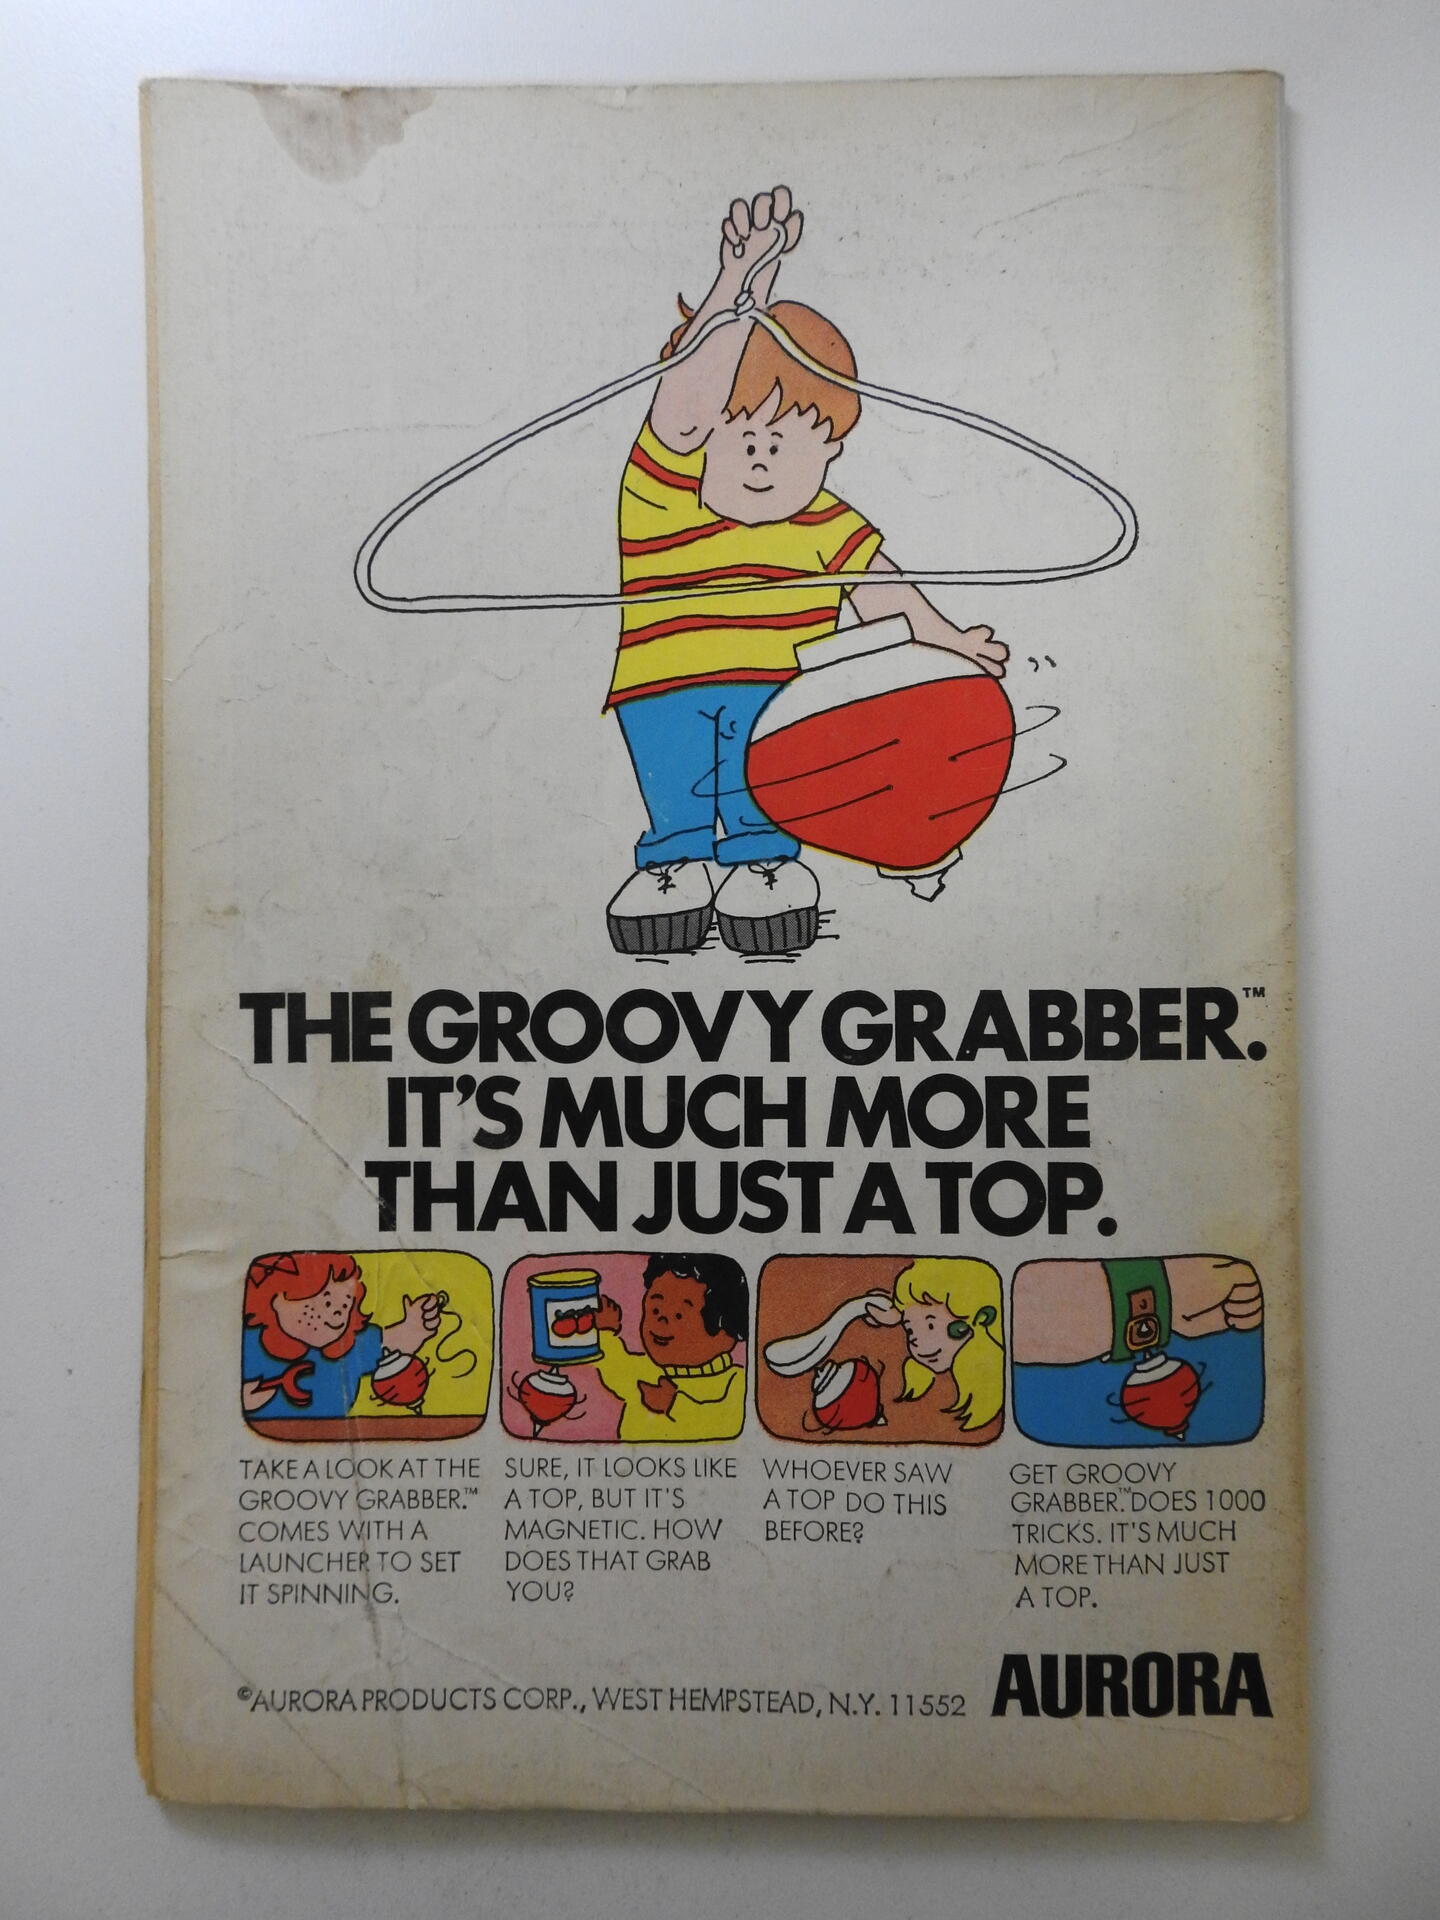 THE GROOVY GRABBER.™
IT'S MUCH MORE
THAN JUST A TOP.
TAKE A LOOK AT THE
GROOVY GRABBER.™
COMES WITH A
LAUNCHER TO SET
IT SPINNING.
SURE, IT LOOKS LIKE
A TOP, BUT IT'S
MAGNETIC. HOW
DOES THAT GRAB
YOU?
WHOEVER SAW
A TOP DO THIS
BEFORE?
GET GROOVY
GRABBER.™ DOES 1000
TRICKS. IT'S MUCH
MORE THAN JUST
A TOP.
©AURORA PRODUCTS CORP., WEST HEMPSTEAD, N.Y. 11552
AURORA